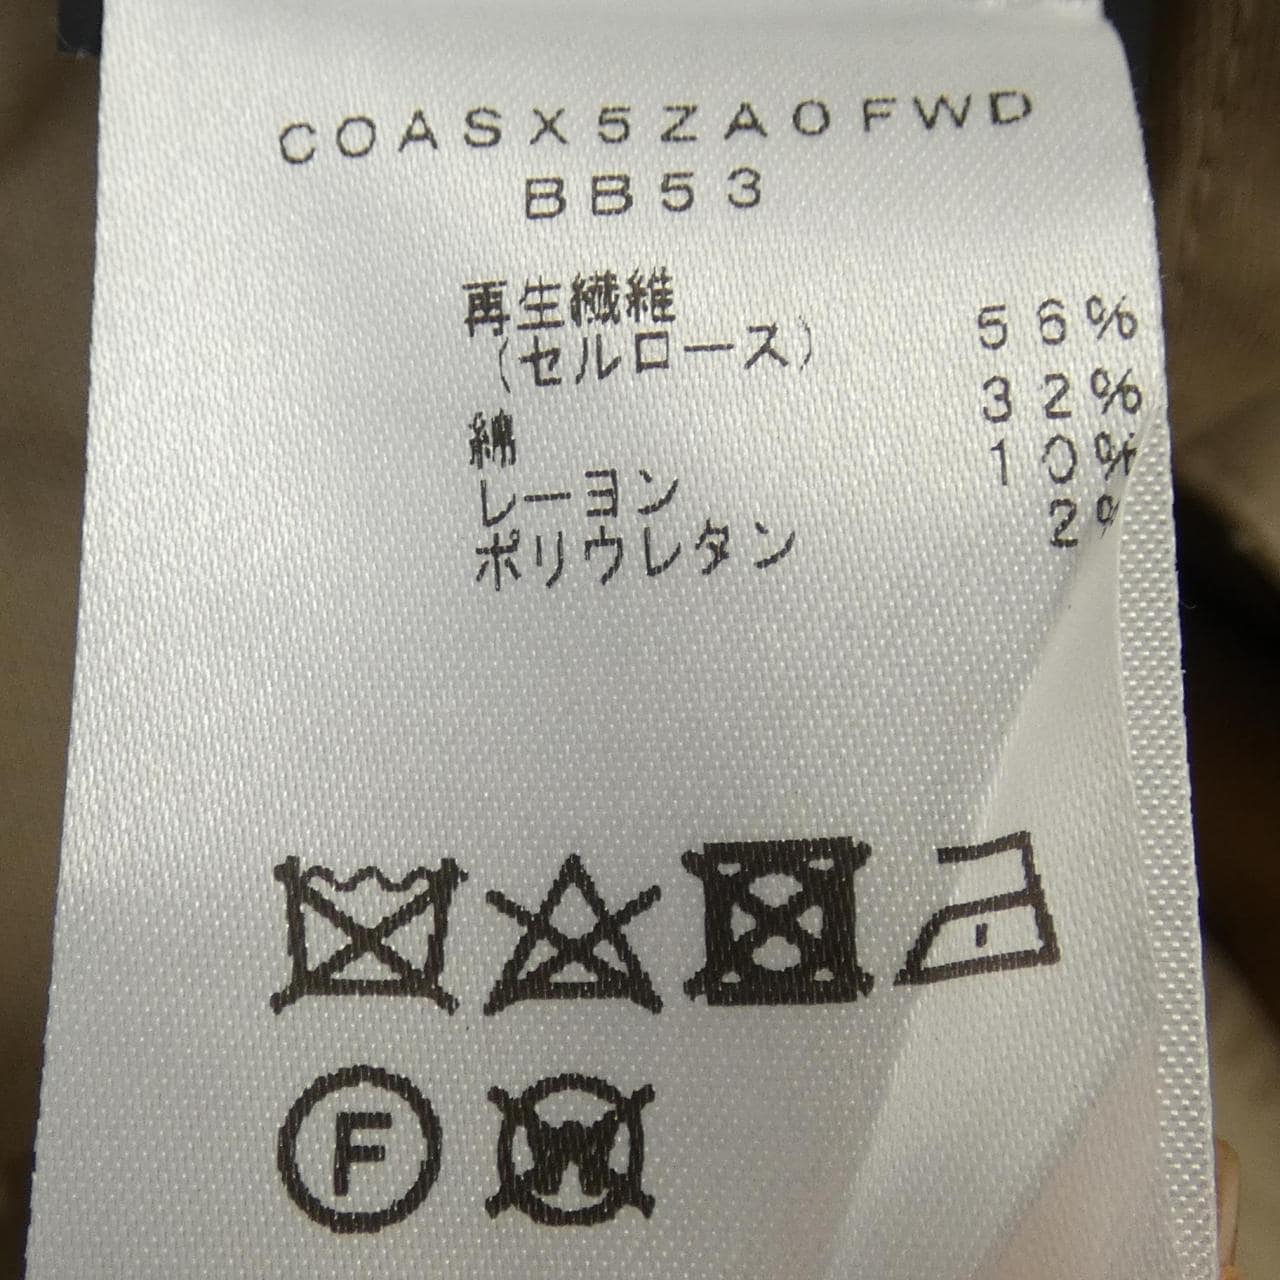 COASX5ZA0FWD
BB53
再生繊維
(セルロース) 56%
綿 32%
レーヨン 10%
ポリウレタン 2%
F
W